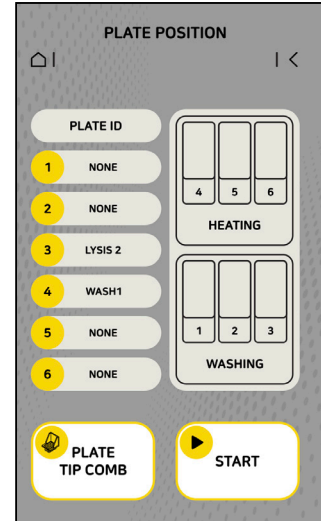 PLATE POSITION
PLATE ID
1 NONE
2 NONE
3 LYSIS 2
4 WASH1
5 NONE
6 NONE
4 5 6
HEATING
1 2 3
WASHING
PLATE
TIP COMB
START